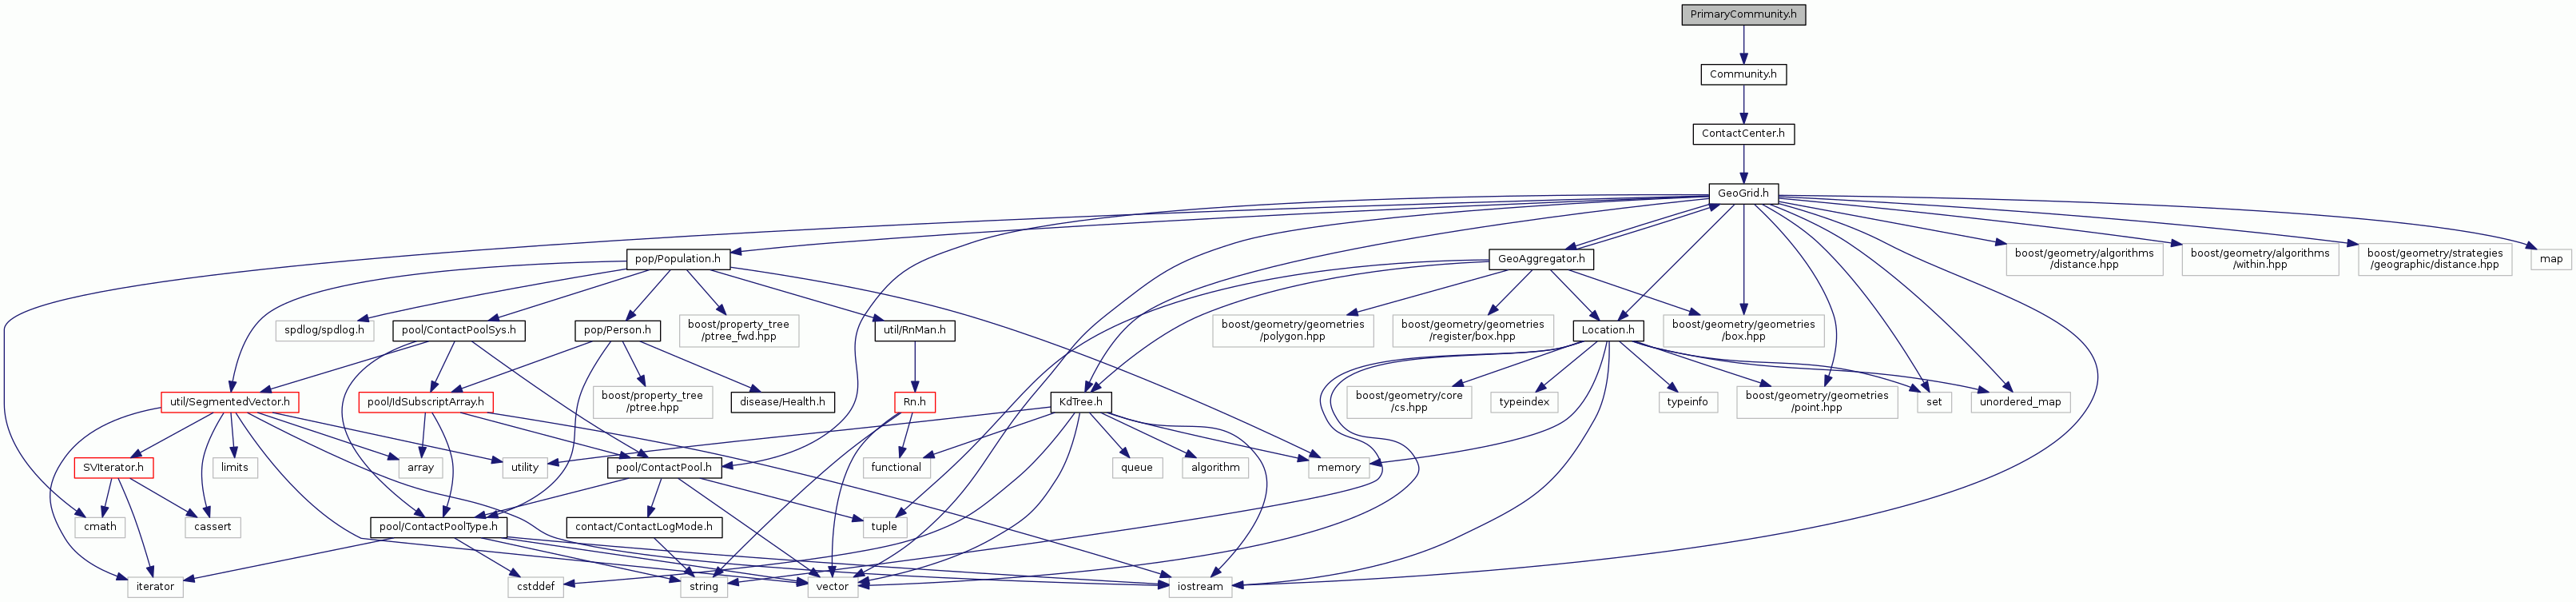 PrimaryCommunity.h
Community.h
ContactCenter.h
GeoGrid.h
pop/Population.h
GeoAggregator.h
boost/geometry/algorithms
/distance.hpp
boost/geometry/algorithms
/within.hpp
boost/geometry/strategies
/geographic/distance.hpp
map
spdlog/spdlog.h
pool/ContactPoolSys.h
pop/Person.h
boost/property_tree
/ptree_fwd.hpp
util/RnMan.h
boost/geometry/geometries
/polygon.hpp
boost/geometry/geometries
/register/box.hpp
Location.h
boost/geometry/geometries
/box.hpp
util/SegmentedVector.h
pool/IdSubscriptArray.h
boost/property_tree
/ptree.hpp
disease/Health.h
Rn.h
KdTree.h
boost/geometry/core
/cs.hpp
typeindex
typeinfo
boost/geometry/geometries
/point.hpp
set
unordered_map
SVIterator.h
limits
array
utility
pool/ContactPool.h
functional
queue
algorithm
memory
cmath
cassert
pool/ContactPoolType.h
contact/ContactLogMode.h
tuple
iterator
cstddef
string
vector
iostream